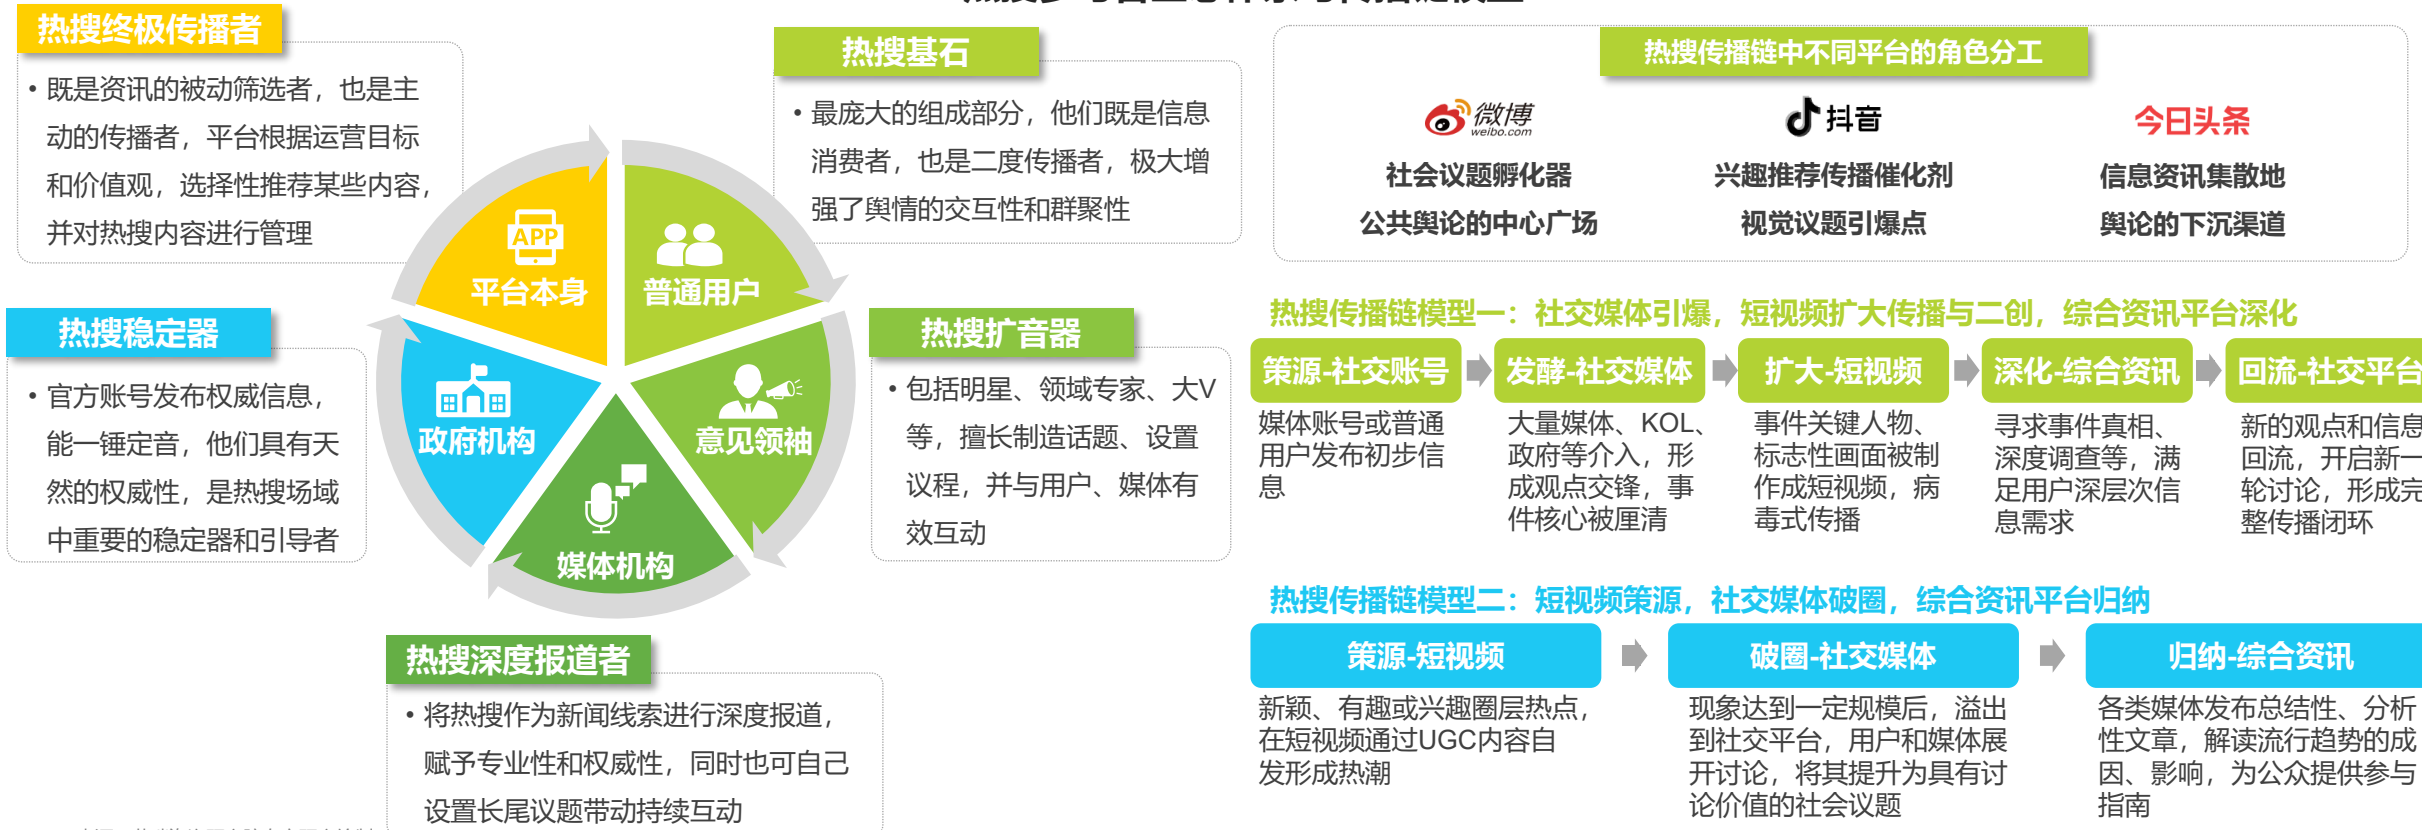 热搜终极传播者
• 既是资讯的被动筛选者，也是主
动的传播者，平台根据运营目标
和价值观，选择性推荐某些内容，
并对热搜内容进行管理
热搜基石
• 最庞大的组成部分，他们既是信息
消费者，也是二度传播者，极大增
强了舆情的交互性和群聚性
APP
平台本身
普通用户
政府机构
意见领袖
媒体机构
热搜稳定器
• 官方账号发布权威信息，
能一锤定音，他们具有天
然的权威性，是热搜场域
中重要的稳定器和引导者
热搜扩音器
• 包括明星、领域专家、大V
等，擅长制造话题、设置
议程，并与用户、媒体有
效互动
热搜深度报道者
• 将热搜作为新闻线索进行深度报道，
赋予专业性和权威性，同时也可自己
设置长尾议题带动持续互动
热搜传播链中不同平台的角色分工
微博
weibo.com
抖音
今日头条
社会议题孵化器
兴趣推荐传播催化剂
信息资讯集散地
公共舆论的中心广场
视觉议题引爆点
舆论的下沉渠道
热搜传播链模型一：社交媒体引爆，短视频扩大传播与二创，综合资讯平台深化
策源-社交账号
媒体账号或普通
用户发布初步信
息
发酵-社交媒体
大量媒体、KOL、
政府等介入，形
成观点交锋，事
件核心被厘清
扩大-短视频
事件关键人物、
标志性画面被制
作成短视频，病
毒式传播
深化-综合资讯
寻求事件真相、
深度调查等，满
足用户深层次信
息需求
回流-社交平台
新的观点和信息
回流，开启新一
轮讨论，形成完
整传播闭环
热搜传播链模型二：短视频策源，社交媒体破圈，综合资讯平台归纳
策源-短视频
新颖、有趣或兴趣圈层热点，
在短视频通过UGC内容自
发形成热潮
破圈-社交媒体
现象达到一定规模后，溢出
到社交平台，用户和媒体展
开讨论，将其提升为具有讨
论价值的社会议题
归纳-综合资讯
各类媒体发布总结性、分析
性文章，解读流行趋势的成
因、影响，为公众提供参与
指南